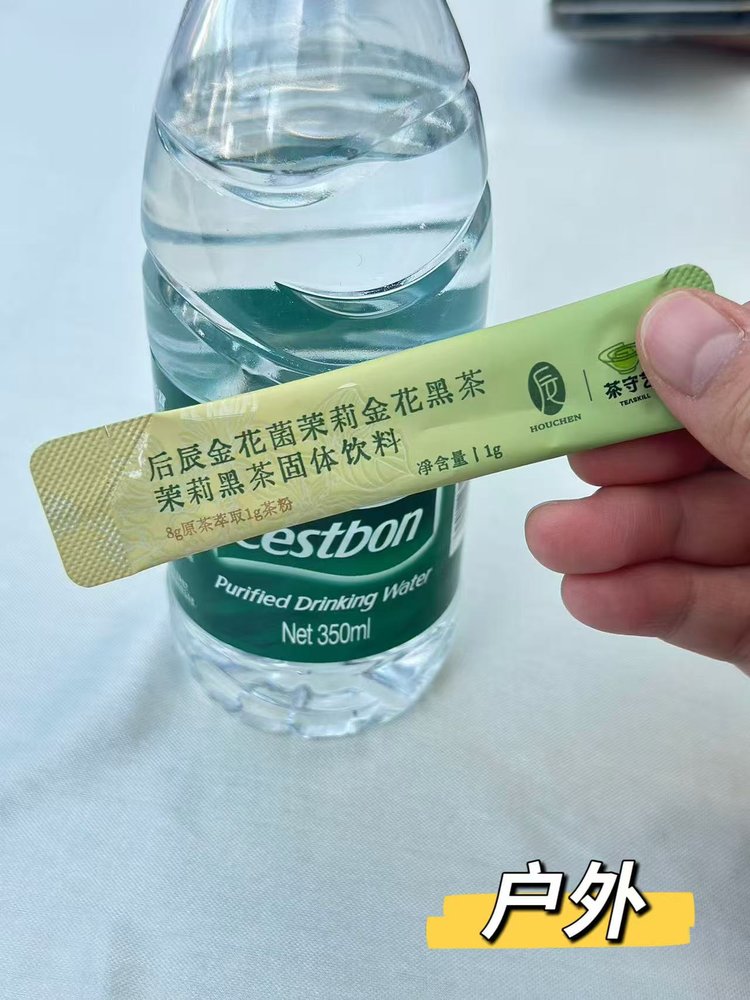 后辰金花菌茉莉金花黑茶
茉莉黑茶固体饮料
净含量 | 1g
8g原茶萃取1g茶粉
辰
HOUCHEN
茶守艺
TEASKILL
estbon
Purified Drinking Water
Net 350ml
户外